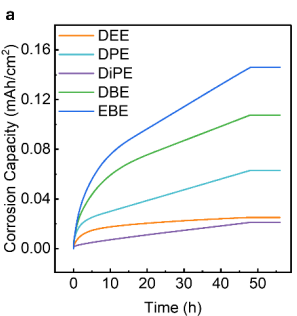 a
DEE
DPE
DiPE
DBE
EBE
0.16
0.12
0.08
0.04
0.00
Corrosion Capacity (mAh/cm²)
0 10 20 30 40 50
Time (h)